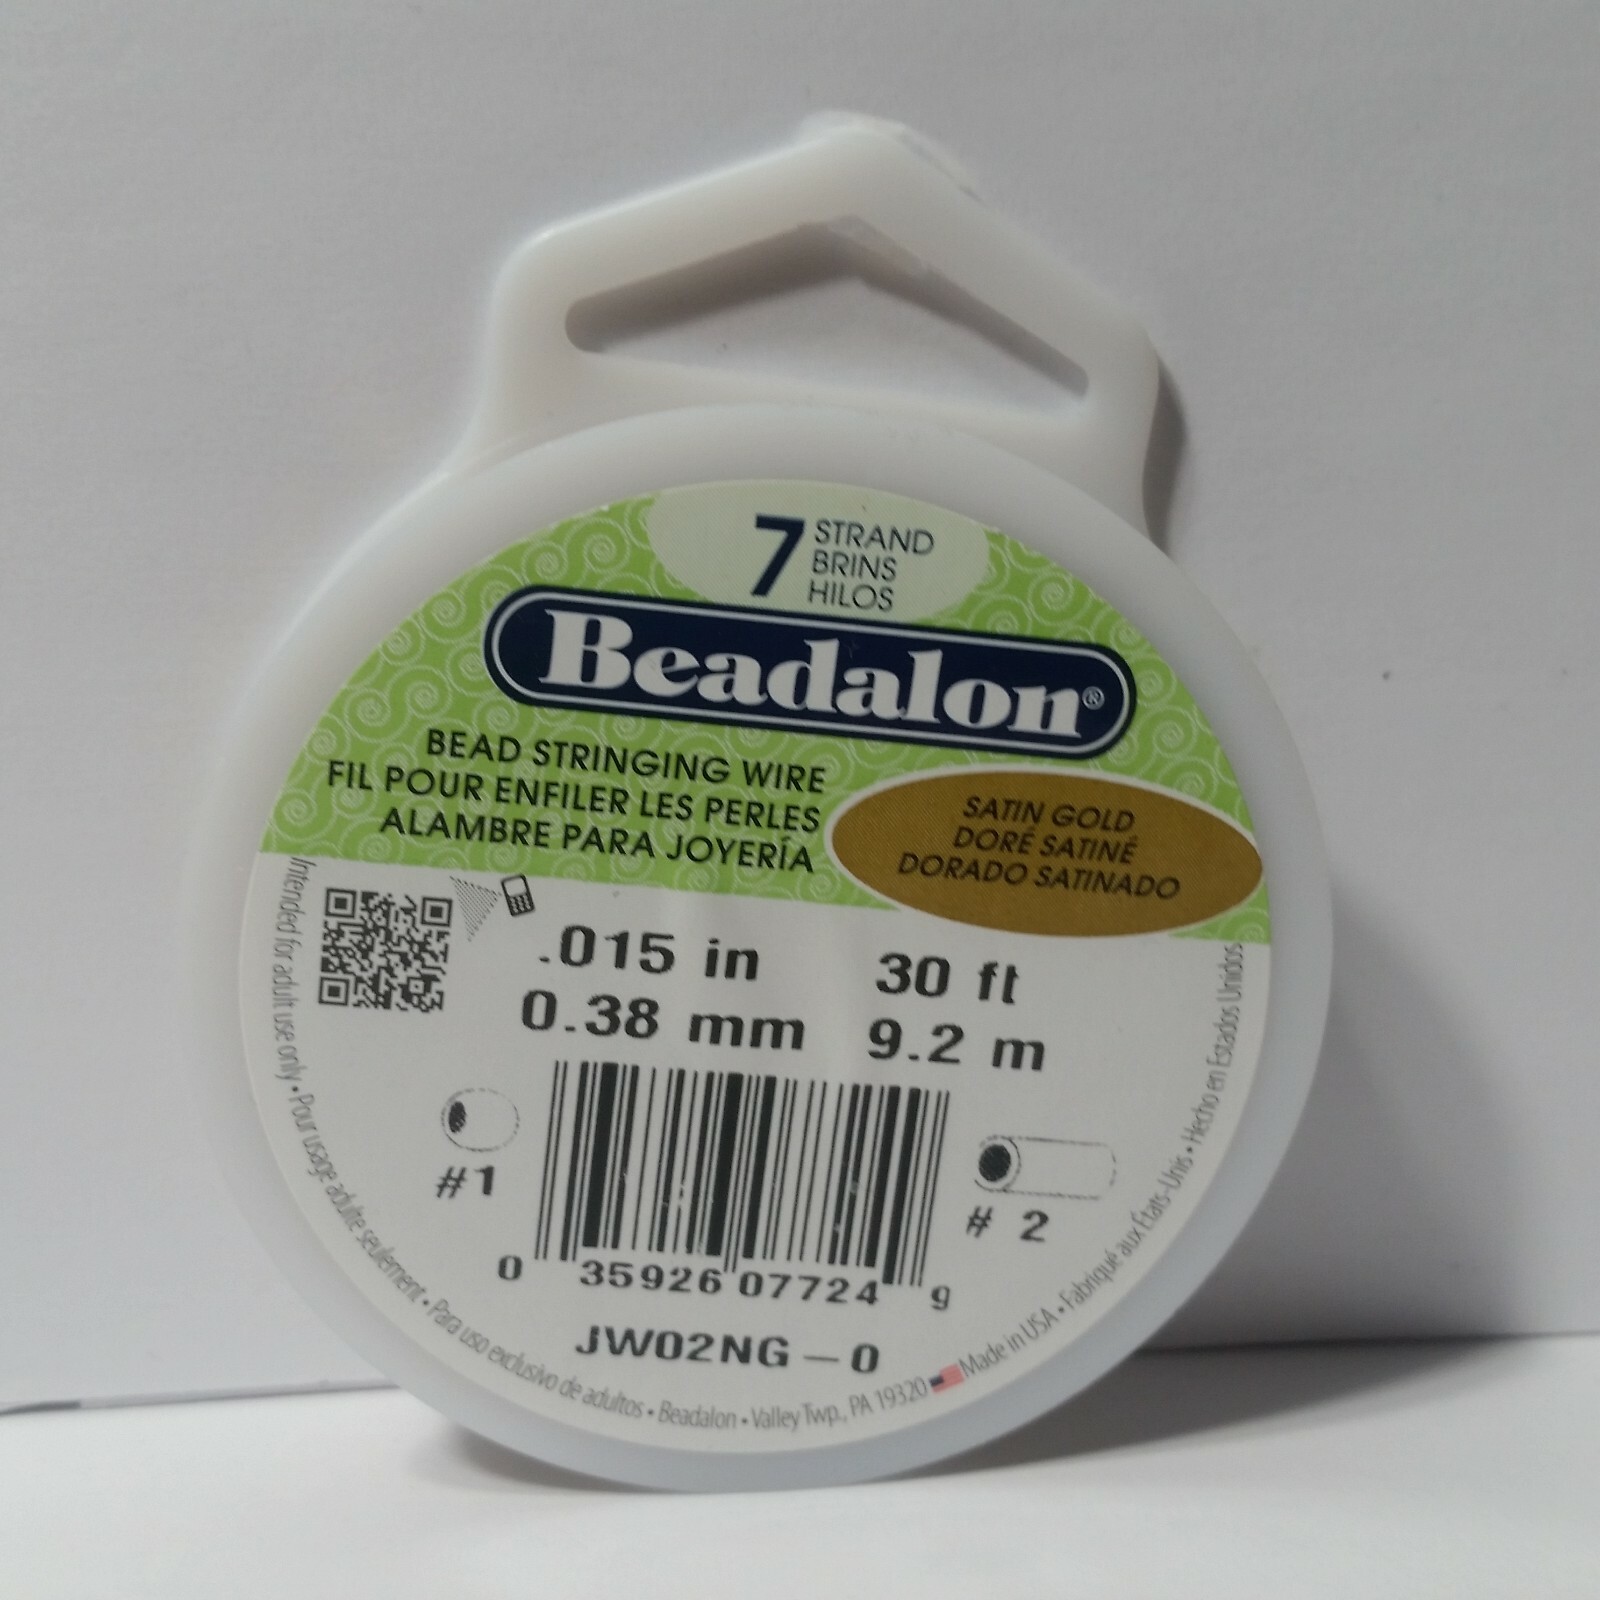 7 STRAND
BRINS
HILOS
Beadalon®
BEAD STRINGING WIRE
FIL POUR ENFILER LES PERLES
ALAMBRE PARA JOYERÍA
SATIN GOLD
DORÉ SATINÉ
DORADO SATINADO
.015 in 30 ft
0.38 mm 9.2 m
#1
# 2
0 35926 07724 9
JW02NG-0
Intended for adult use only • Pour usage adulte seulement • Para uso exclusivo de adultos • Beadalon • Valley Twp., PA 19320 Made in USA • Fabriqué aux États-Unis • Hecho en Estados Unidos